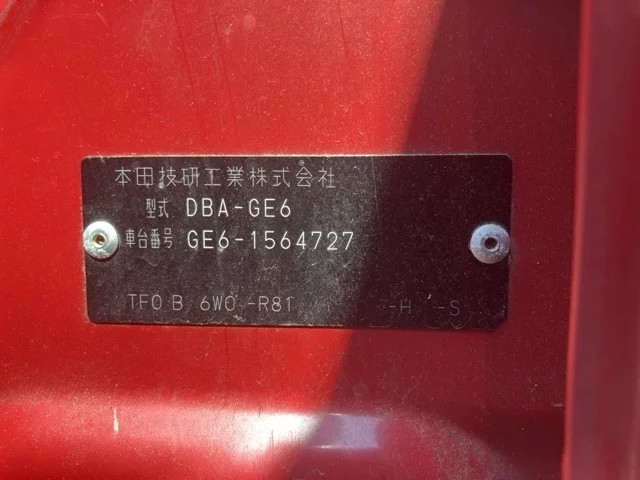 本田技研工業株式会社
型式 DBA-GE6
車台番号 GE6-1564727
TF0 B 6W0 -R81 -H -S